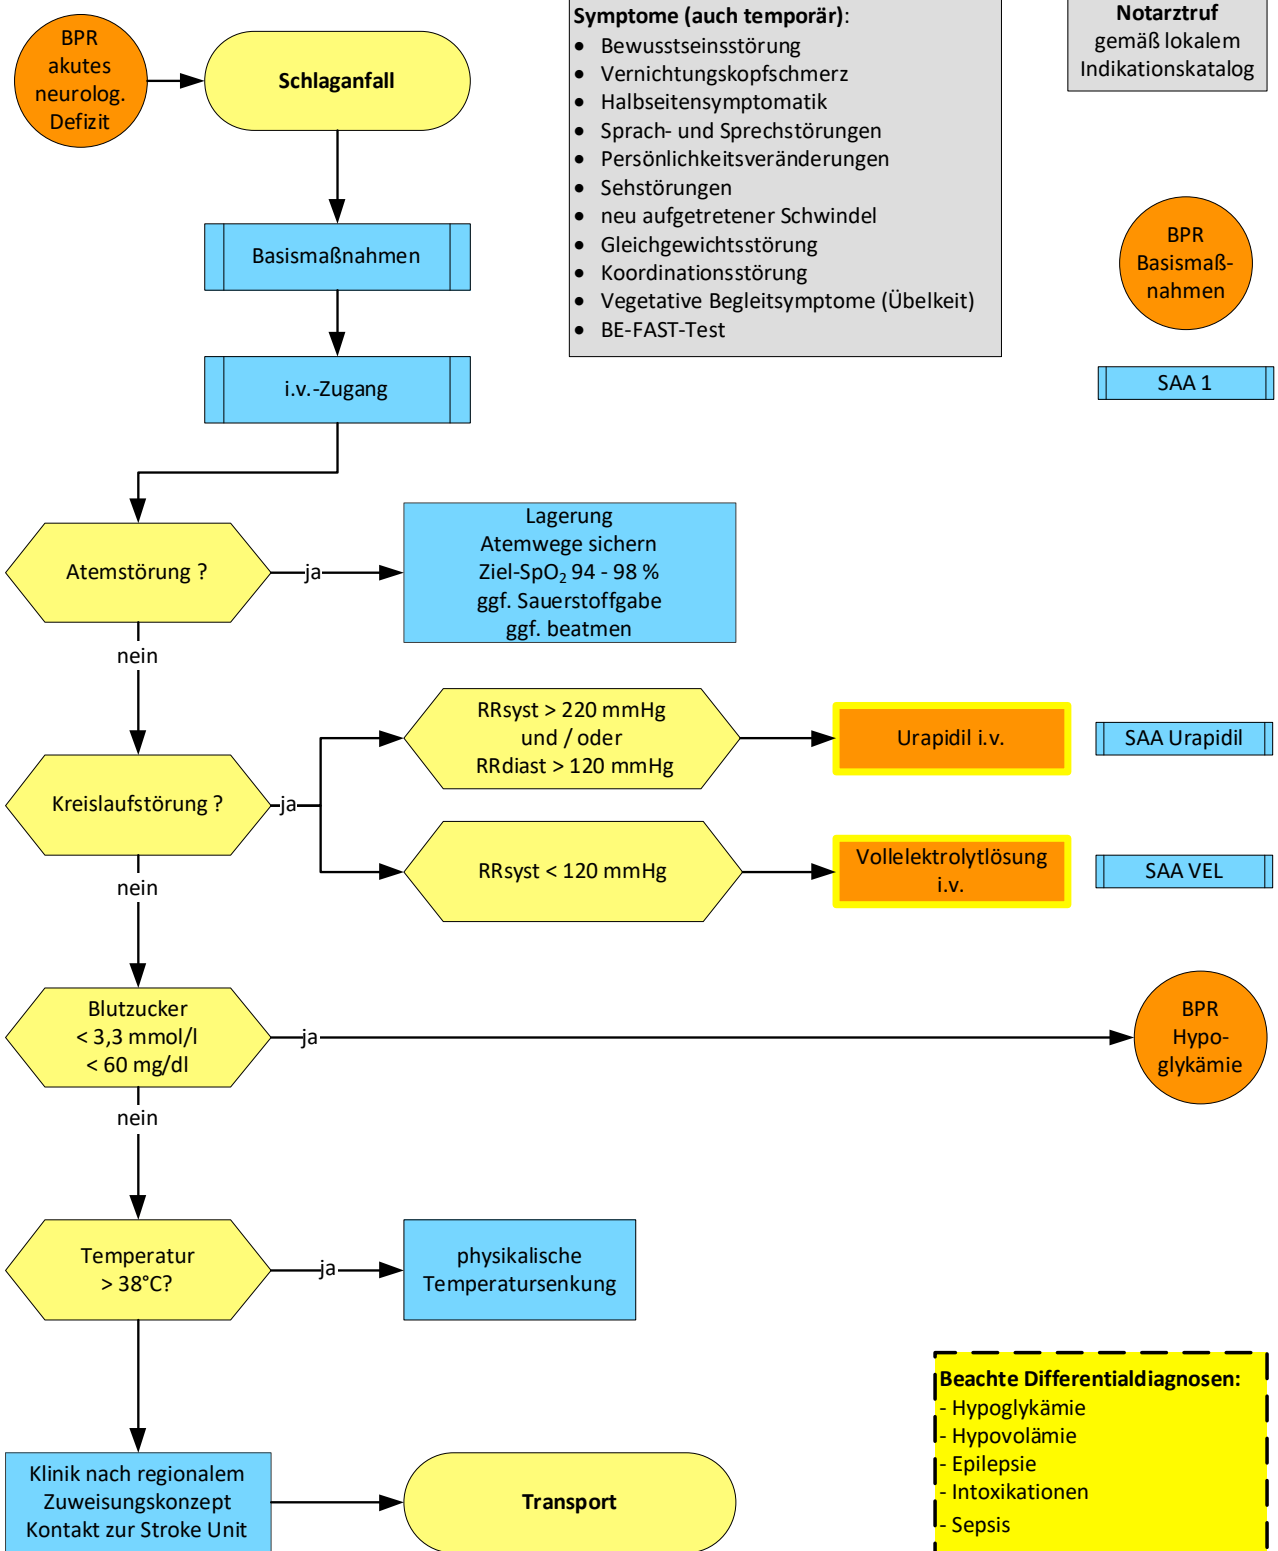 BPR
akutes
neurolog.
Defizit
Schlaganfall
Symptome (auch temporär):
• Bewusstseinsstörung
• Vernichtungskopfschmerz
• Halbseitensymptomatik
• Sprach- und Sprechstörungen
• Persönlichkeitsveränderungen
• Sehstörungen
• neu aufgetretener Schwindel
• Gleichgewichtsstörung
• Koordinationsstörung
• Vegetative Begleitsymptome (Übelkeit)
• BE-FAST-Test
Notarztruf
gemäß lokalem
Indikationskatalog
Basismaßnahmen
BPR
Basismaß-
nahmen
i.v.-Zugang
SAA 1
Atemstörung ?
ja
Lagerung
Atemwege sichern
Ziel-SpO₂ 94 - 98 %
ggf. Sauerstoffgabe
ggf. beatmen
nein
Kreislaufstörung ?
ja
RRsyst > 220 mmHg
und / oder
RRdiast > 120 mmHg
Urapidil i.v.
SAA Urapidil
RRsyst < 120 mmHg
Vollelektrolytlösung
i.v.
SAA VEL
nein
Blutzucker
< 3,3 mmol/l
< 60 mg/dl
ja
BPR
Hypo-
glykämie
nein
Temperatur
> 38°C?
ja
physikalische
Temperatursenkung
Klinik nach regionalem
Zuweisungskonzept
Kontakt zur Stroke Unit
Transport
Beachte Differentialdiagnosen:
- Hypoglykämie
- Hypovolämie
- Epilepsie
- Intoxikationen
- Sepsis